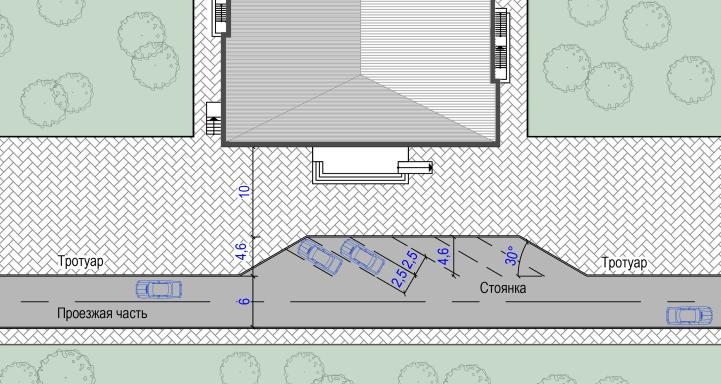 10
Тротуар
4,6
2,5
2,5
4,6
30°
Тротуар
Стоянка
6
Проезжая часть